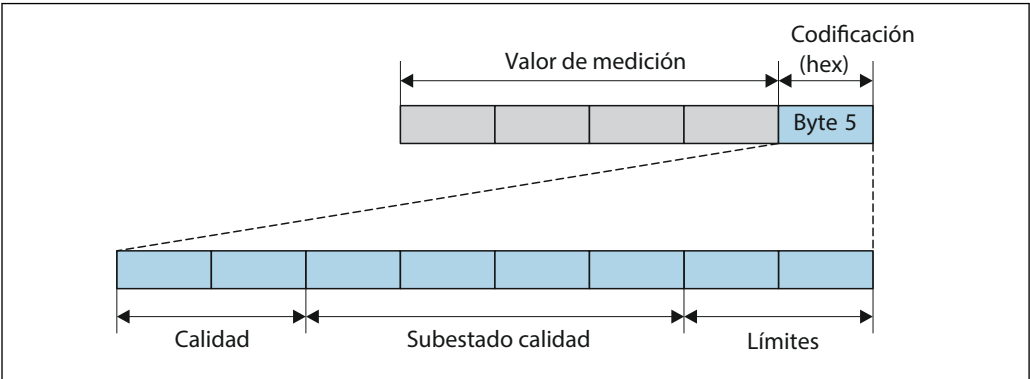 Codificación
(hex)
Valor de medición
Byte 5
Calidad
Subestado calidad
Límites